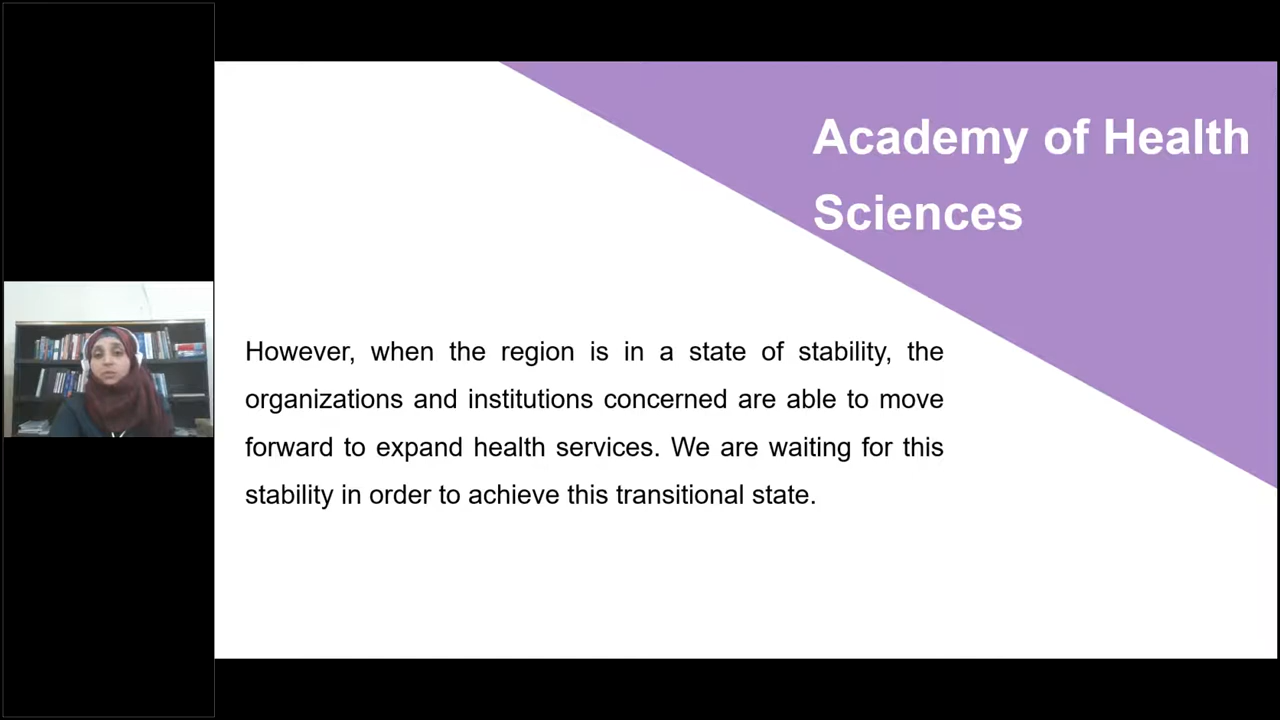 Academy of Health
Sciences
However, when the region is in a state of stability, the
organizations and institutions concerned are able to move
forward to expand health services. We are waiting for this
stability in order to achieve this transitional state.